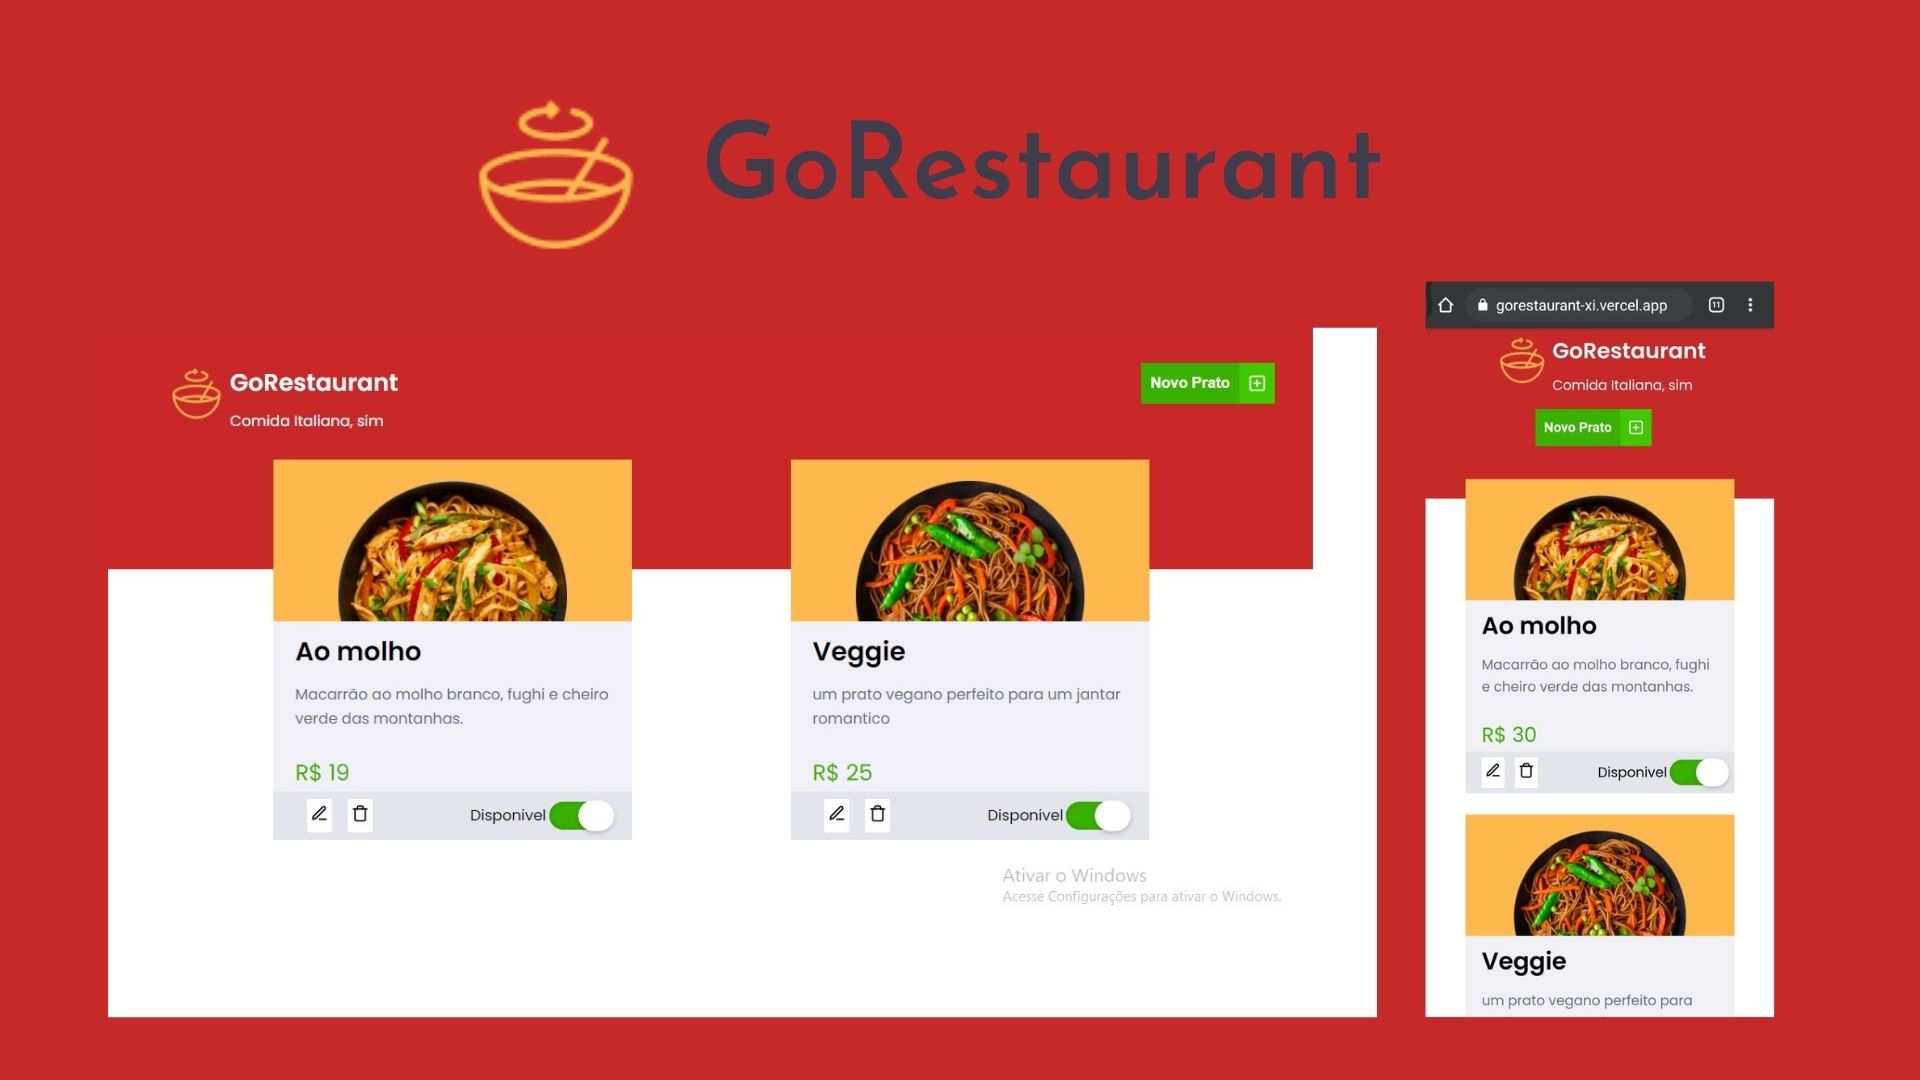 GoRestaurant
GoRestaurant
Comida Italiana, sim
Novo Prato
Ao molho
Macarrão ao molho branco, fughi e cheiro
verde das montanhas.
R$ 19
Disponivel
Veggie
um prato vegano perfeito para um jantar
romantico
R$ 25
Disponivel
Ativar o Windows
Acesse Configurações para ativar o Windows.
gorestaurant-xi.vercel.app
11
GoRestaurant
Comida Italiana, sim
Novo Prato
Ao molho
Macarrão ao molho branco, fughi
e cheiro verde das montanhas.
R$ 30
Disponivel
Veggie
um prato vegano perfeito para